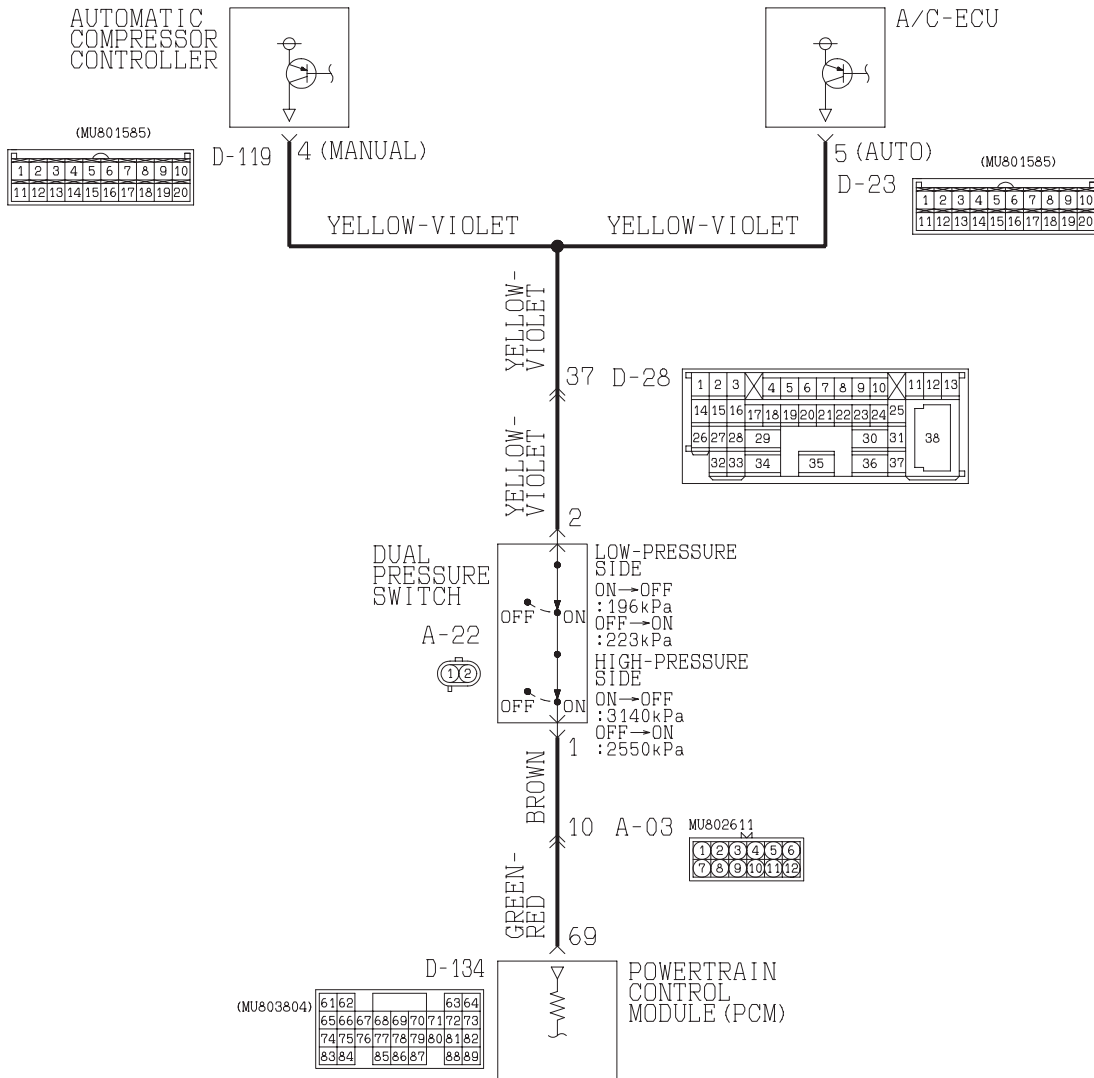 AUTOMATIC
COMPRESSOR
CONTROLLER
A/C-ECU
(MU801585)
D-119
4 (MANUAL)
5 (AUTO)
D-23
(MU801585)
1 2 3 4 5 6 7 8 9 10
11 12 13 14 15 16 17 18 19 20
1 2 3 4 5 6 7 8 9 10
11 12 13 14 15 16 17 18 19 20
YELLOW-VIOLET
YELLOW-VIOLET
YELLOW-
VIOLET
37 D-28
1 2 3 4 5 6 7 8 9 10 11 12 13
14 15 16 17 18 19 20 21 22 23 24 25
26 27 28 29 30 31 38
32 33 34 35 36 37
YELLOW-
VIOLET
2
DUAL
PRESSURE
SWITCH
A-22
1 2
OFF ON
OFF ON
LOW-PRESSURE
SIDE
ON→OFF
:196kPa
OFF→ON
:223kPa
HIGH-PRESSURE
SIDE
ON→OFF
:3140kPa
OFF→ON
:2550kPa
1
BROWN
10 A-03
MU802611
1 2 3 4 5 6
7 8 9 10 11 12
GREEN-
RED
69
D-134
(MU803804)
61 62 63 64
65 66 67 68 69 70 71 72 73
74 75 76 77 78 79 80 81 82
83 84 85 86 87 88 89
POWERTRAIN
CONTROL
MODULE (PCM)